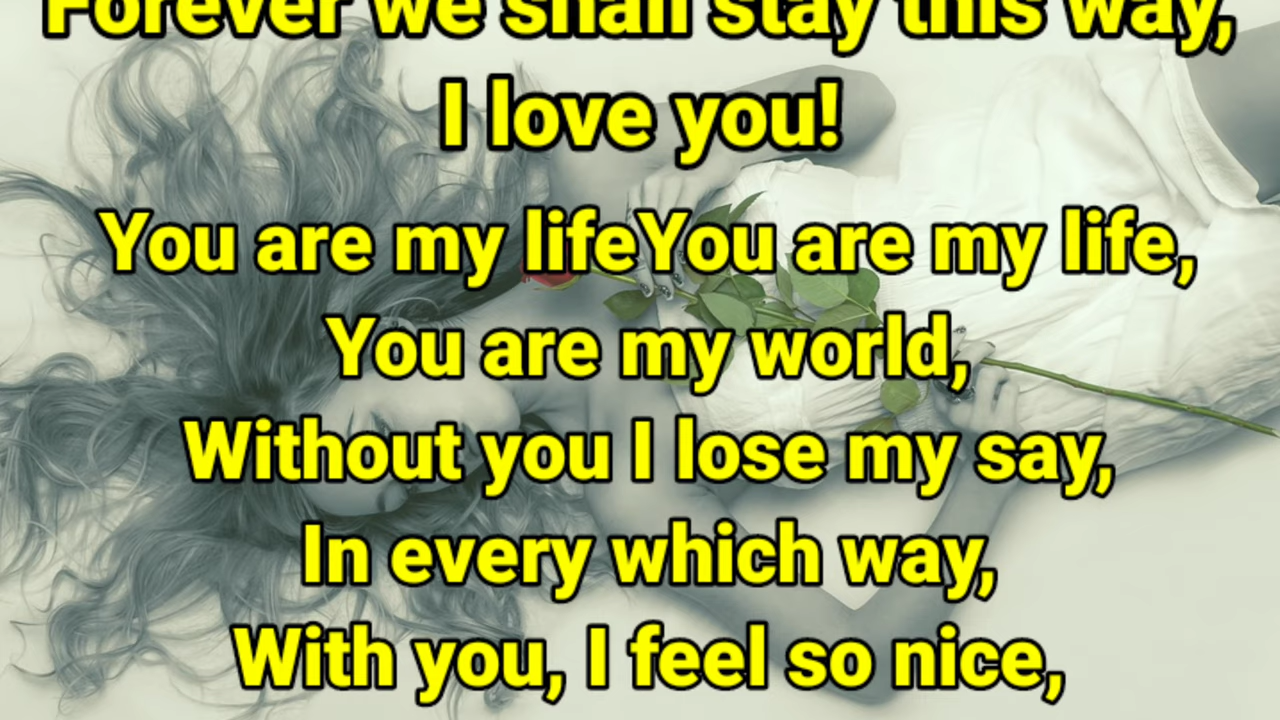 Forever we shall stay this way,
I love you!
You are my lifeYou are my life,
You are my world,
Without you I lose my say,
In every which way,
With you, I feel so nice,